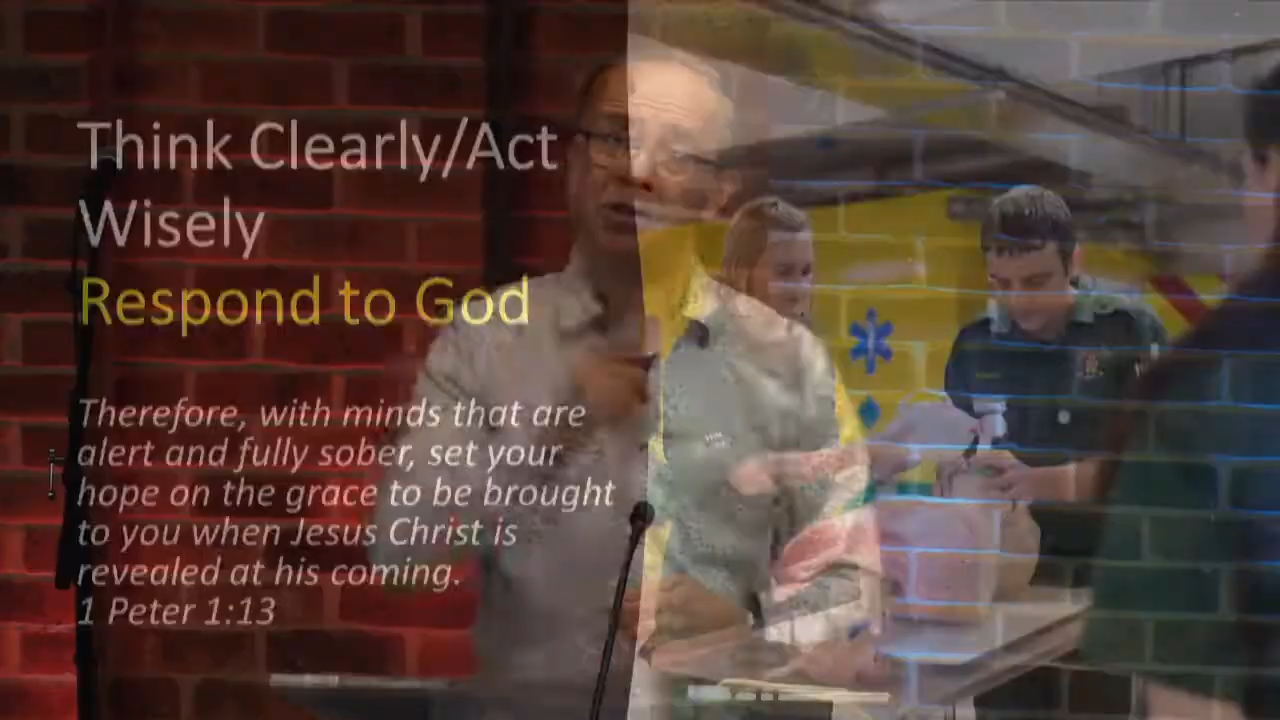 Think Clearly/Act
Wisely
Respond to God
Therefore, with minds that are
alert and fully sober, set your
hope on the grace to be brought
to you when Jesus Christ is
revealed at his coming.
1 Peter 1:13